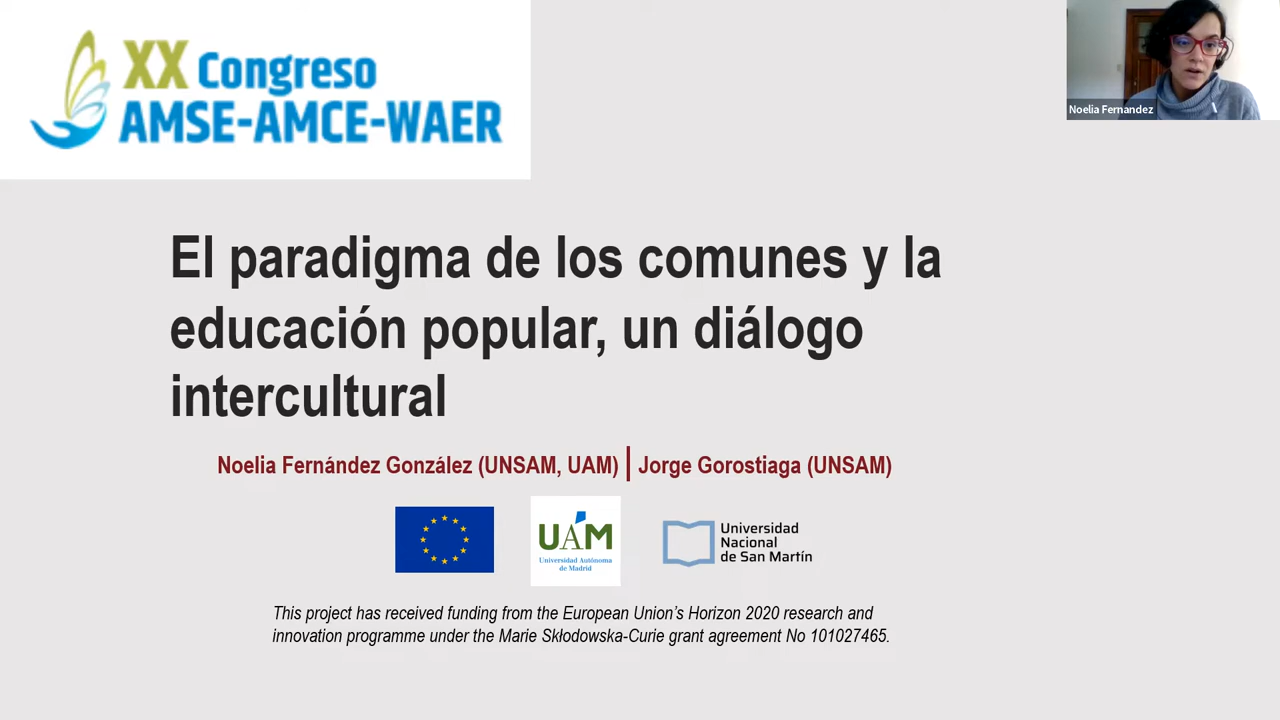 XX Congreso
AMSE-AMCE-WAER
Noelia Fernandez
El paradigma de los comunes y la
educación popular, un diálogo
intercultural
Noelia Fernández González (UNSAM, UAM) | Jorge Gorostiaga (UNSAM)
UAM
Universidad Autónoma
de Madrid
Universidad
Nacional
de San Martín
This project has received funding from the European Union’s Horizon 2020 research and
innovation programme under the Marie Skłodowska-Curie grant agreement No 101027465.